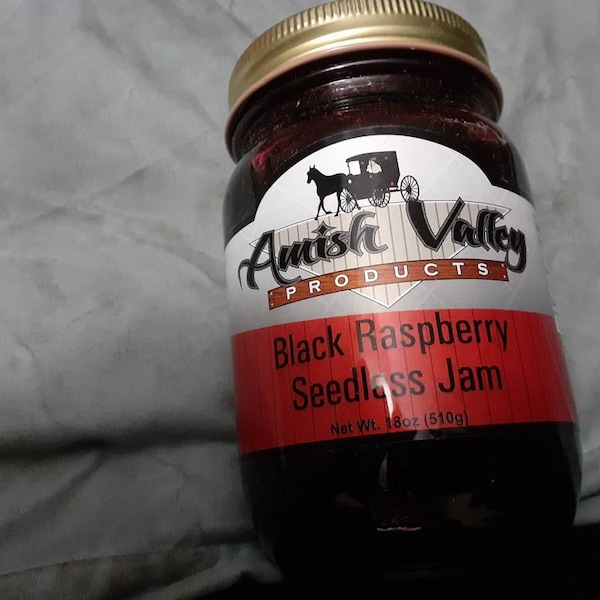 Amish Valley
PRODUCTS
Black Raspberry
Seedless Jam
Net Wt. 18oz (510g)